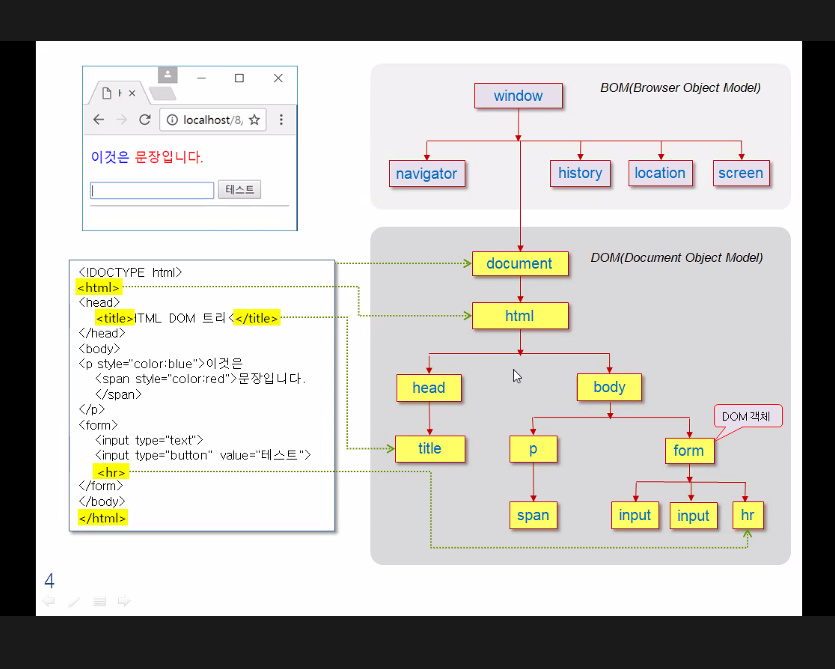 localhost/8,
이것은 문장입니다.
테스트
BOM(Browser Object Model)
window
navigator
history
location
screen
DOM(Document Object Model)
document
html
head
body
DOM 객체
title
p
form
span
input
input
hr
<!DOCTYPE html>
<html>
<head>
<title>HTML DOM 트리</title>
</head>
<body>
<p style="color:blue">이것은
<span style="color:red">문장입니다.
</span>
</p>
<form>
<input type="text">
<input type="button" value="테스트">
<hr>
</form>
</body>
</html>
4